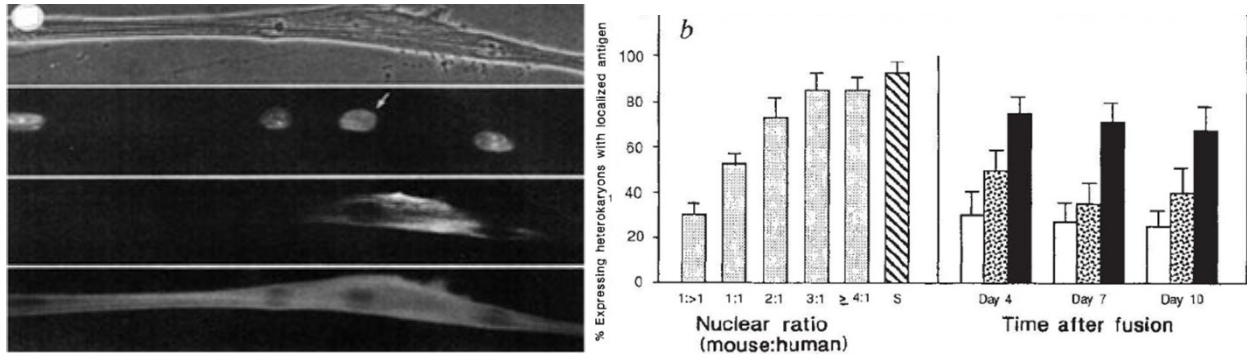 b
% Expressing heterokaryons with localized antigen
100
80
60
40
20
0
1:>1 1:1 2:1 3:1 ≥ 4:1 S
Nuclear ratio
(mouse:human)
Day 4 Day 7 Day 10
Time after fusion